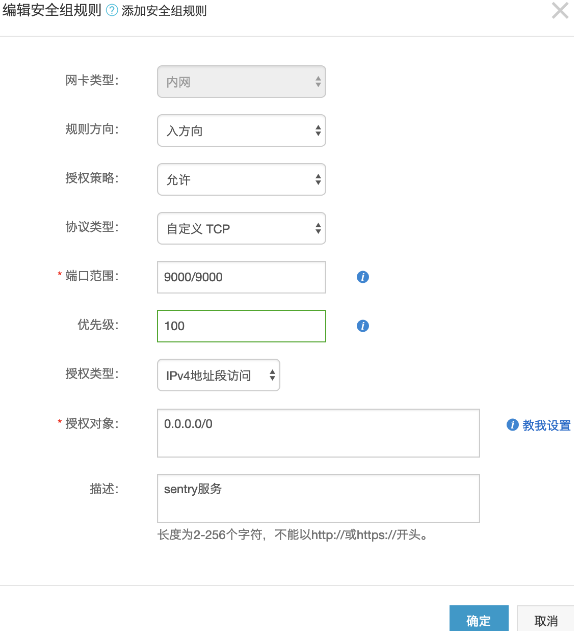 编辑安全组规则 ? 添加安全组规则
网卡类型： 内网
规则方向： 入方向
授权策略： 允许
协议类型： 自定义 TCP
* 端口范围： 9000/9000
优先级： 100
授权类型： IPv4地址段访问
* 授权对象： 0.0.0.0/0 教我设置
描述： sentry服务
长度为2-256个字符，不能以http://或https://开头。
确定 取消